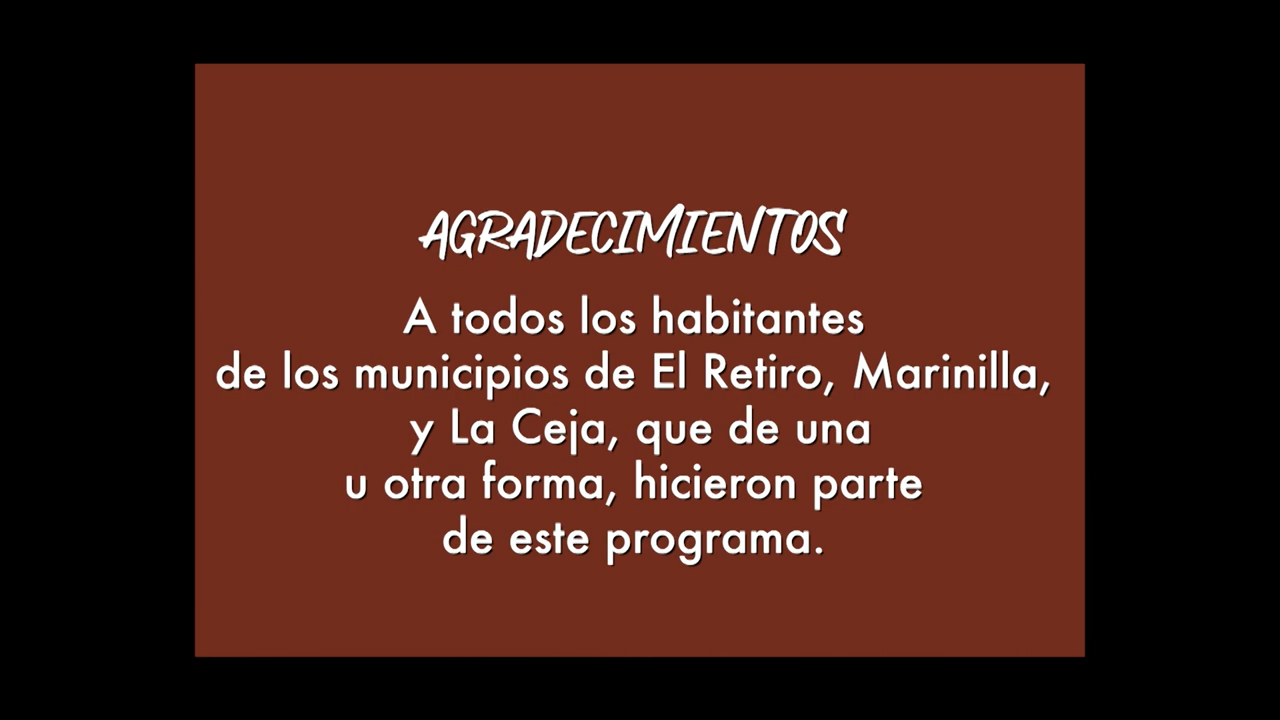 AGRADECIMIENTOS
A todos los habitantes
de los municipios de El Retiro, Marinilla,
y La Ceja, que de una
u otra forma, hicieron parte
de este programa.